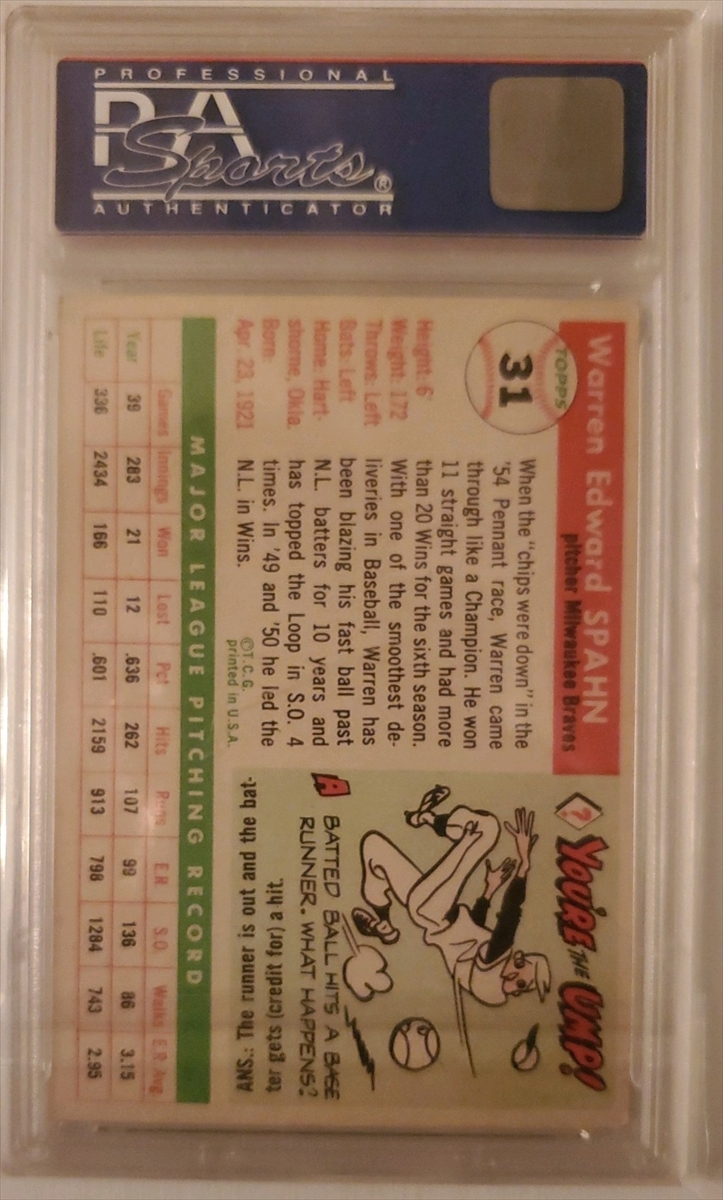 PROFESSIONAL
PSA
Sports®
AUTHENTICATOR
TOPPS
31
Warren Edward SPAHN
pitcher Milwaukee Braves
Height: 6
Weight: 172
Throws: Left
Bats: Left
Home: Hart-
shorne, Okla.
Born:
Apr. 23, 1921
When the "chips were down" in the
'54 Pennant race, Warren came
through like a Champion. He won
11 straight games and had more
than 20 Wins for the sixth season.
With one of the smoothest de-
liveries in Baseball, Warren has
been blazing his fast ball past
N.L. batters for 10 years and
has topped the Loop in S.O. 4
times. In '49 and '50 he led the
N.L. in Wins.
©T.C.G.
printed in U.S.A.
? YOU'RE THE UMP!
A BATTED BALL HITS A BASE
RUNNER. WHAT HAPPENS?
ANS.: The runner is out and the bat-
ter gets (credit for) a hit.
MAJOR LEAGUE PITCHING RECORD
Games Innings Won Lost Pct Hits Runs E.R. S.O. Walks E.R. Avg.
Year 39 283 21 12 .636 262 107 99 136 86 3.15
Life 336 2434 166 110 .601 2159 913 798 1284 743 2.95